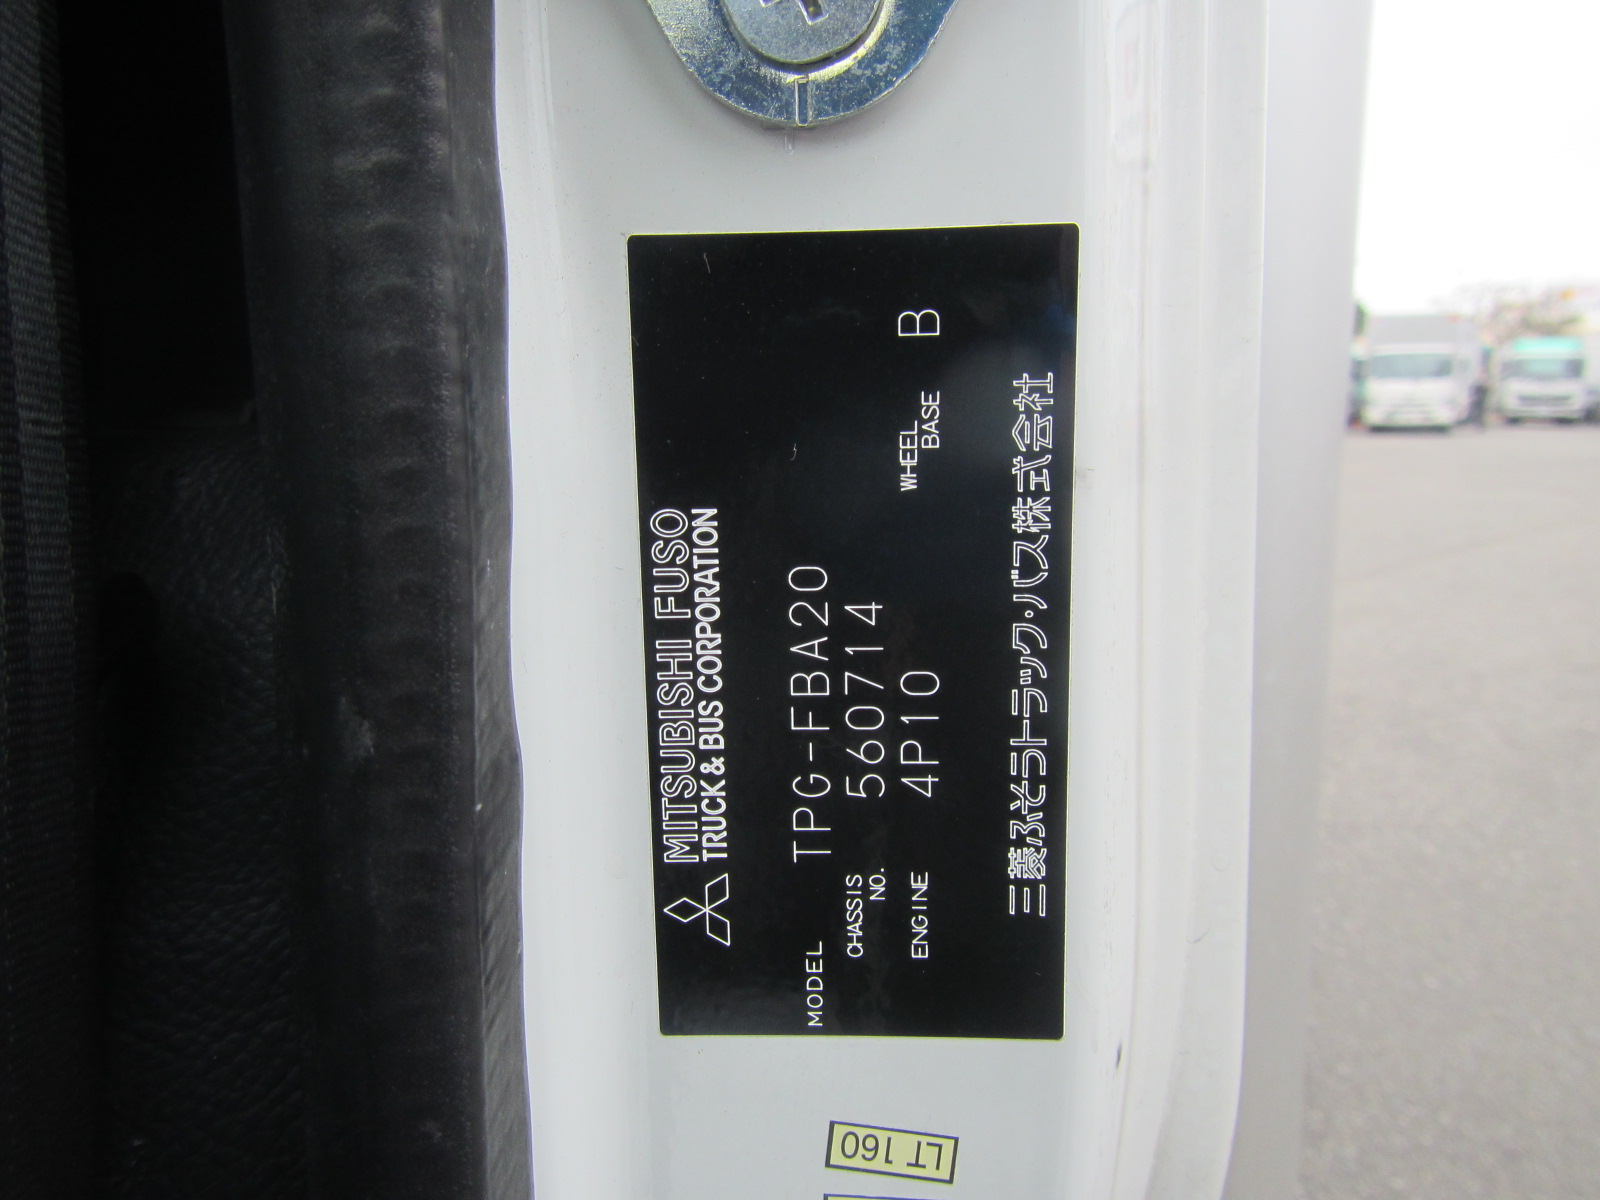 MITSUBISHI FUSO
TRUCK & BUS CORPORATION
MODEL TPG-FBA20
CHASSIS NO. 560714
ENGINE 4P10 WHEEL BASE B
三菱ふそうトラック・バス株式会社
LT 160